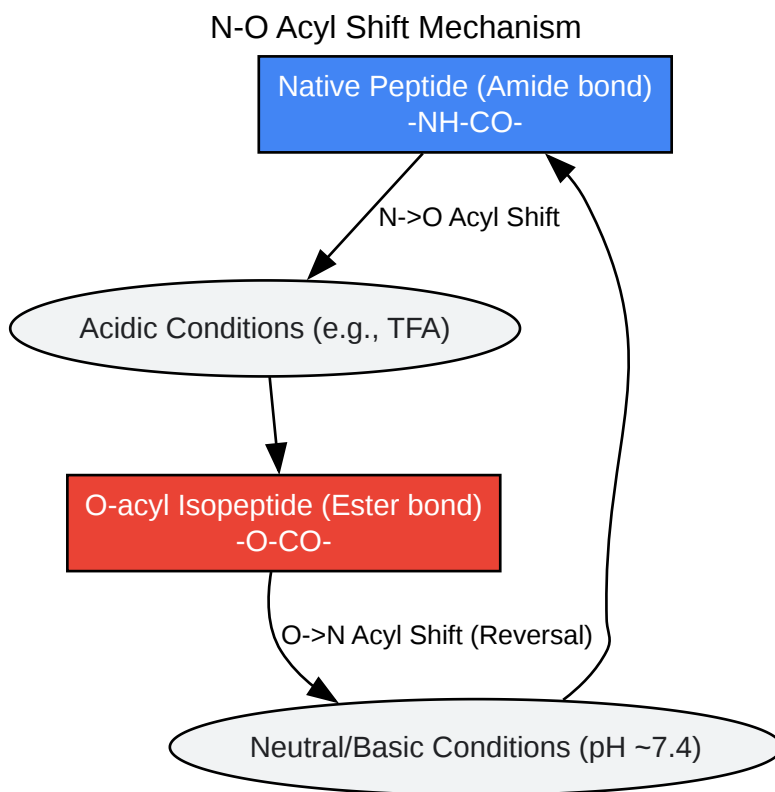 N-O Acyl Shift Mechanism
Native Peptide (Amide bond)
-NH-CO-
N->O Acyl Shift
Acidic Conditions (e.g., TFA)
O-acyl Isopeptide (Ester bond)
-O-CO-
O->N Acyl Shift (Reversal)
Neutral/Basic Conditions (pH ~7.4)